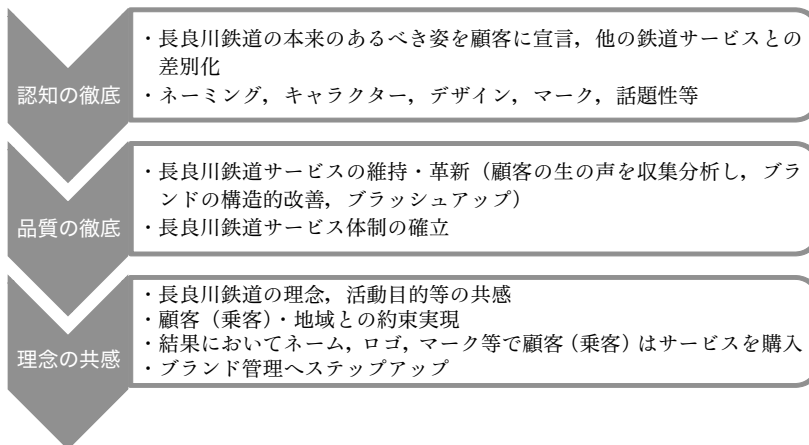 認知の徹底
・長良川鉄道の本来のあるべき姿を顧客に宣言，他の鉄道サービスとの
差別化
・ネーミング，キャラクター，デザイン，マーク，話題性等
品質の徹底
・長良川鉄道サービスの維持・革新（顧客の生の声を収集分析し，ブラ
ンドの構造的改善，ブラッシュアップ）
・長良川鉄道サービス体制の確立
理念の共感
・長良川鉄道の理念，活動目的等の共感
・顧客（乗客）・地域との約束実現
・結果においてネーム，ロゴ，マーク等で顧客（乗客）はサービスを購入
・ブランド管理へステップアップ